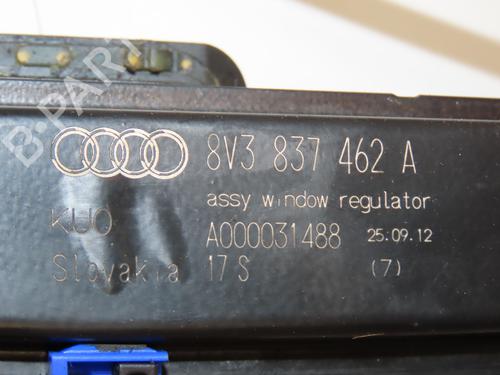 8V3 837 462 A
assy window regulator
KUO A000031488 25.09.12
Slovakia 17 S (7)
B-PARTS